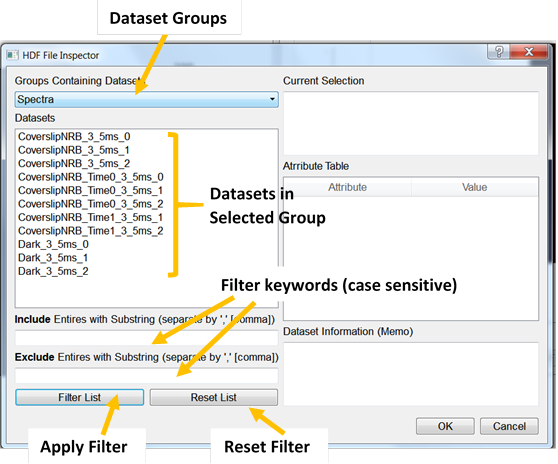 Dataset Groups
HDF File Inspector
Groups Containing Datasets
Spectra
Datasets
CoverslipNRB_3_5ms_0
CoverslipNRB_3_5ms_1
CoverslipNRB_3_5ms_2
CoverslipNRB_Time0_3_5ms_0
CoverslipNRB_Time0_3_5ms_1
CoverslipNRB_Time0_3_5ms_2
CoverslipNRB_Time1_3_5ms_1
CoverslipNRB_Time1_3_5ms_2
Dark_3_5ms_0
Dark_3_5ms_1
Dark_3_5ms_2
Datasets in
Selected Group
Filter keywords (case sensitive)
Include Entires with Substring (separate by ',' [comma])
Exclude Entires with Substring (separate by ',' [comma])
Filter List
Reset List
Current Selection
Atrribute Table
Attribute
Value
Dataset Information (Memo)
OK
Cancel
Apply Filter
Reset Filter